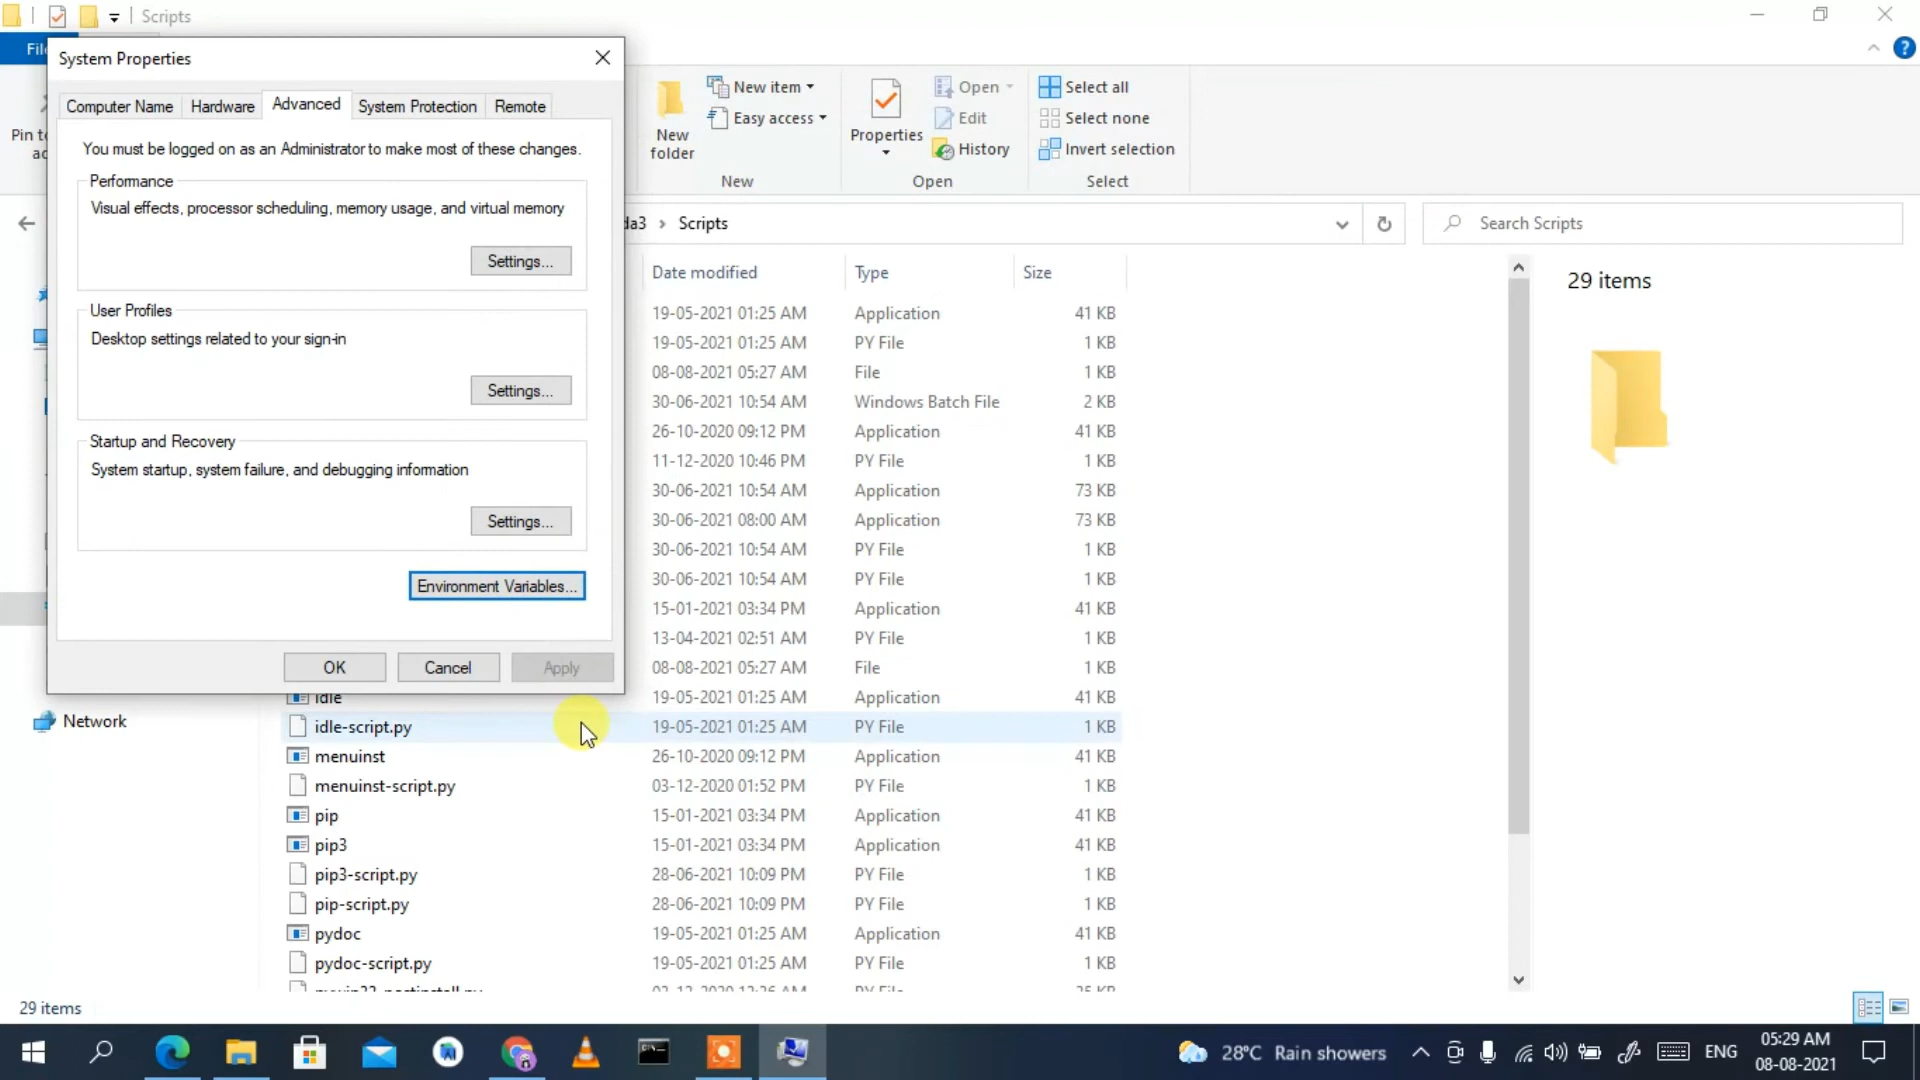 Scripts
System Properties
Computer Name Hardware Advanced System Protection Remote
You must be logged on as an Administrator to make most of these changes.
Performance
Visual effects, processor scheduling, memory usage, and virtual memory
Settings...
User Profiles
Desktop settings related to your sign-in
Settings...
Startup and Recovery
System startup, system failure, and debugging information
Settings...
Environment Variables...
OK Cancel Apply
New folder
New item
Easy access
New
Properties
Open
Edit
History
Open
Select all
Select none
Invert selection
Select
da3 > Scripts
Search Scripts
Date modified Type Size
19-05-2021 01:25 AM Application 41 KB
19-05-2021 01:25 AM PY File 1 KB
08-08-2021 05:27 AM File 1 KB
30-06-2021 10:54 AM Windows Batch File 2 KB
26-10-2020 09:12 PM Application 41 KB
11-12-2020 10:46 PM PY File 1 KB
30-06-2021 10:54 AM Application 73 KB
30-06-2021 08:00 AM Application 73 KB
30-06-2021 10:54 AM PY File 1 KB
30-06-2021 10:54 AM PY File 1 KB
15-01-2021 03:34 PM Application 41 KB
13-04-2021 02:51 AM PY File 1 KB
08-08-2021 05:27 AM File 1 KB
idle 19-05-2021 01:25 AM Application 41 KB
idle-script.py 19-05-2021 01:25 AM PY File 1 KB
menuinst 26-10-2020 09:12 PM Application 41 KB
menuinst-script.py 03-12-2020 01:52 PM PY File 1 KB
pip 15-01-2021 03:34 PM Application 41 KB
pip3 15-01-2021 03:34 PM Application 41 KB
pip3-script.py 28-06-2021 10:09 PM PY File 1 KB
pip-script.py 28-06-2021 10:09 PM PY File 1 KB
pydoc 19-05-2021 01:25 AM Application 41 KB
pydoc-script.py 19-05-2021 01:25 AM PY File 1 KB
29 items
Network
29 items
28°C Rain showers
ENG
05:29 AM
08-08-2021